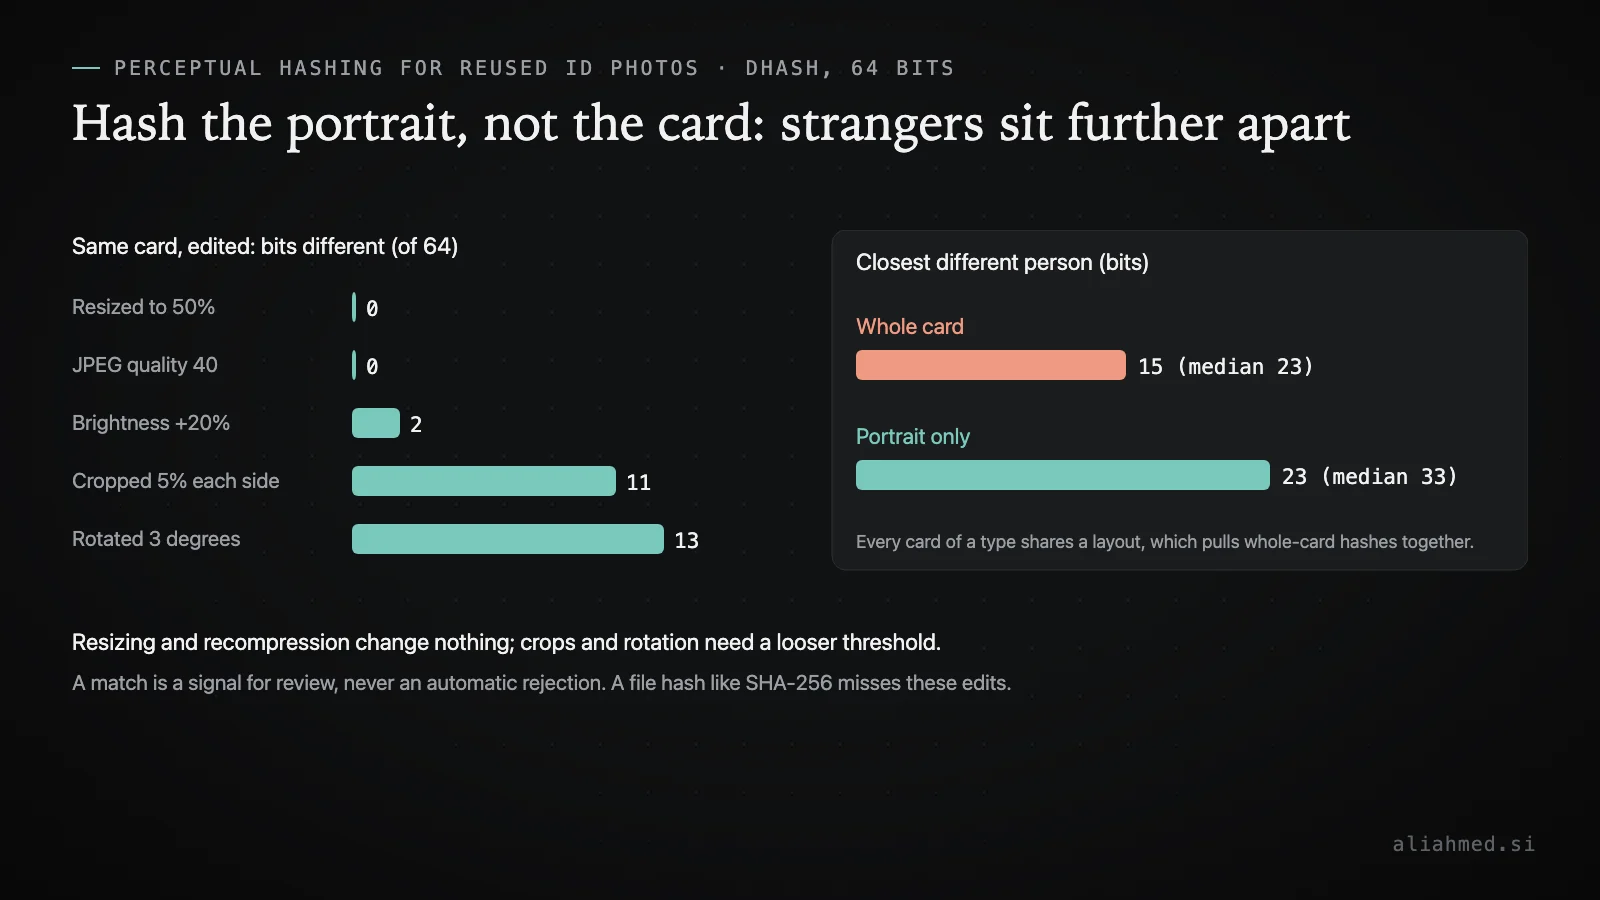 PERCEPTUAL HASHING FOR REUSED ID PHOTOS · DHASH, 64 BITS
Hash the portrait, not the card: strangers sit further apart
Same card, edited: bits different (of 64)
Resized to 50% 0
JPEG quality 40 0
Brightness +20% 2
Cropped 5% each side 11
Rotated 3 degrees 13
Closest different person (bits)
Whole card
15 (median 23)
Portrait only
23 (median 33)
Every card of a type shares a layout, which pulls whole-card hashes together.
Resizing and recompression change nothing; crops and rotation need a looser threshold.
A match is a signal for review, never an automatic rejection. A file hash like SHA-256 misses these edits.
aliahmed.si